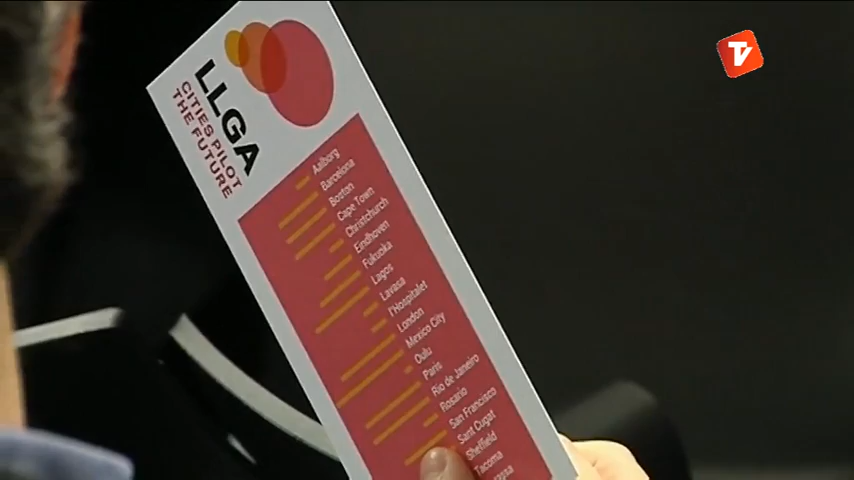 TV
LLGA
CITIES PILOT
THE FUTURE
Aalborg
Barcelona
Boston
Cape Town
Christchurch
Eindhoven
Fukuoka
Lagos
Lavasa
l'Hospitalet
London
Mexico City
Oulu
Paris
Rio de Janeiro
Rosario
San Francisco
Sant Cugat
Sheffield
Tacoma